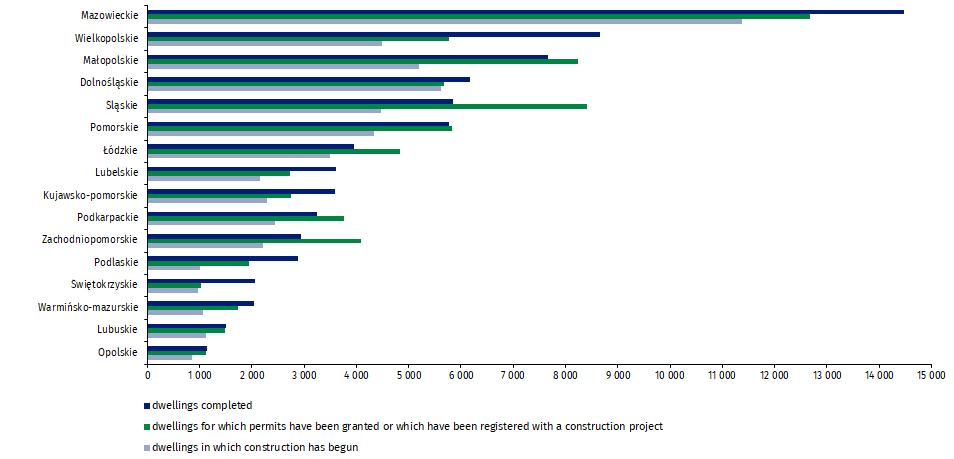 Mazowieckie
Wielkopolskie
Małopolskie
Dolnośląskie
Śląskie
Pomorskie
Łódzkie
Lubelskie
Kujawsko-pomorskie
Podkarpackie
Zachodniopomorskie
Podlaskie
Świętokrzyskie
Warmińsko-mazurskie
Lubuskie
Opolskie
0 1 000 2 000 3 000 4 000 5 000 6 000 7 000 8 000 9 000 10 000 11 000 12 000 13 000 14 000 15 000
dwellings completed
dwellings for which permits have been granted or which have been registered with a construction project
dwellings in which construction has begun